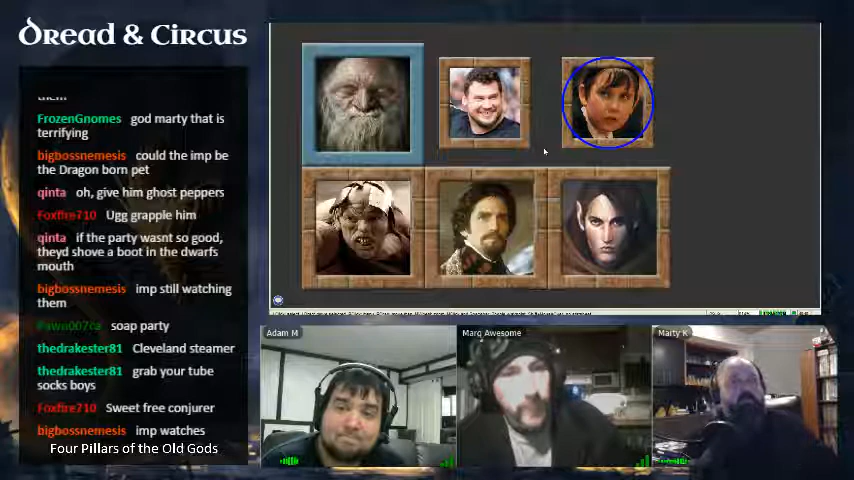 Dread & Circus
them
FrozenGnomes god marty that is
terrifying
bigbossnemesis could the imp be
the Dragon born pet
qinta oh, give him ghost peppers
Foxfire710 Ugg grapple him
qinta if the party wasnt so good,
theyd shove a boot in the dwarfs
mouth
bigbossnemesis imp still watching
them
soap party
thedrakester81 Cleveland steamer
thedrakester81 grab your tube
socks boys
Foxfire710 Sweet free conjurer
bigbossnemesis imp watches
Four Pillars of the Old Gods
Adam M
Marq Awesome
Marty K